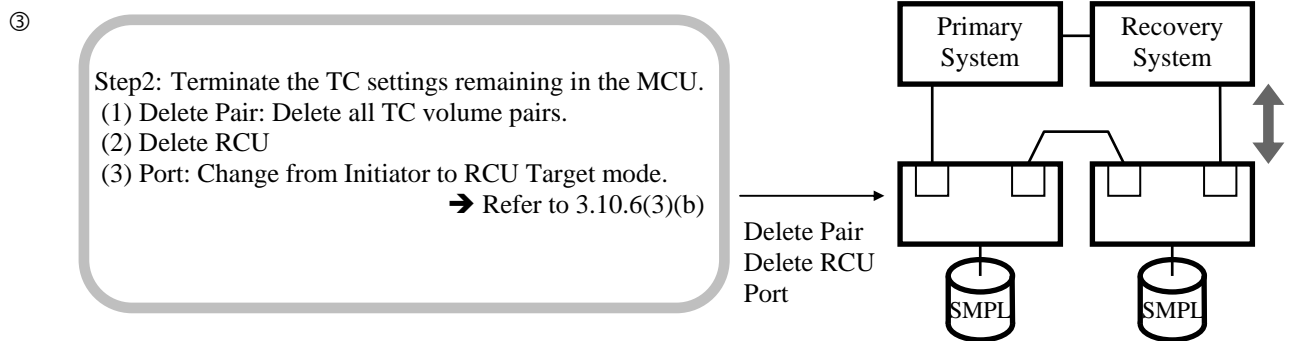 ③
Step2: Terminate the TC settings remaining in the MCU.
(1) Delete Pair: Delete all TC volume pairs.
(2) Delete RCU
(3) Port: Change from Initiator to RCU Target mode.
➔ Refer to 3.10.6(3)(b)
Delete Pair
Delete RCU
Port
Primary
System
Recovery
System
SMPL
SMPL